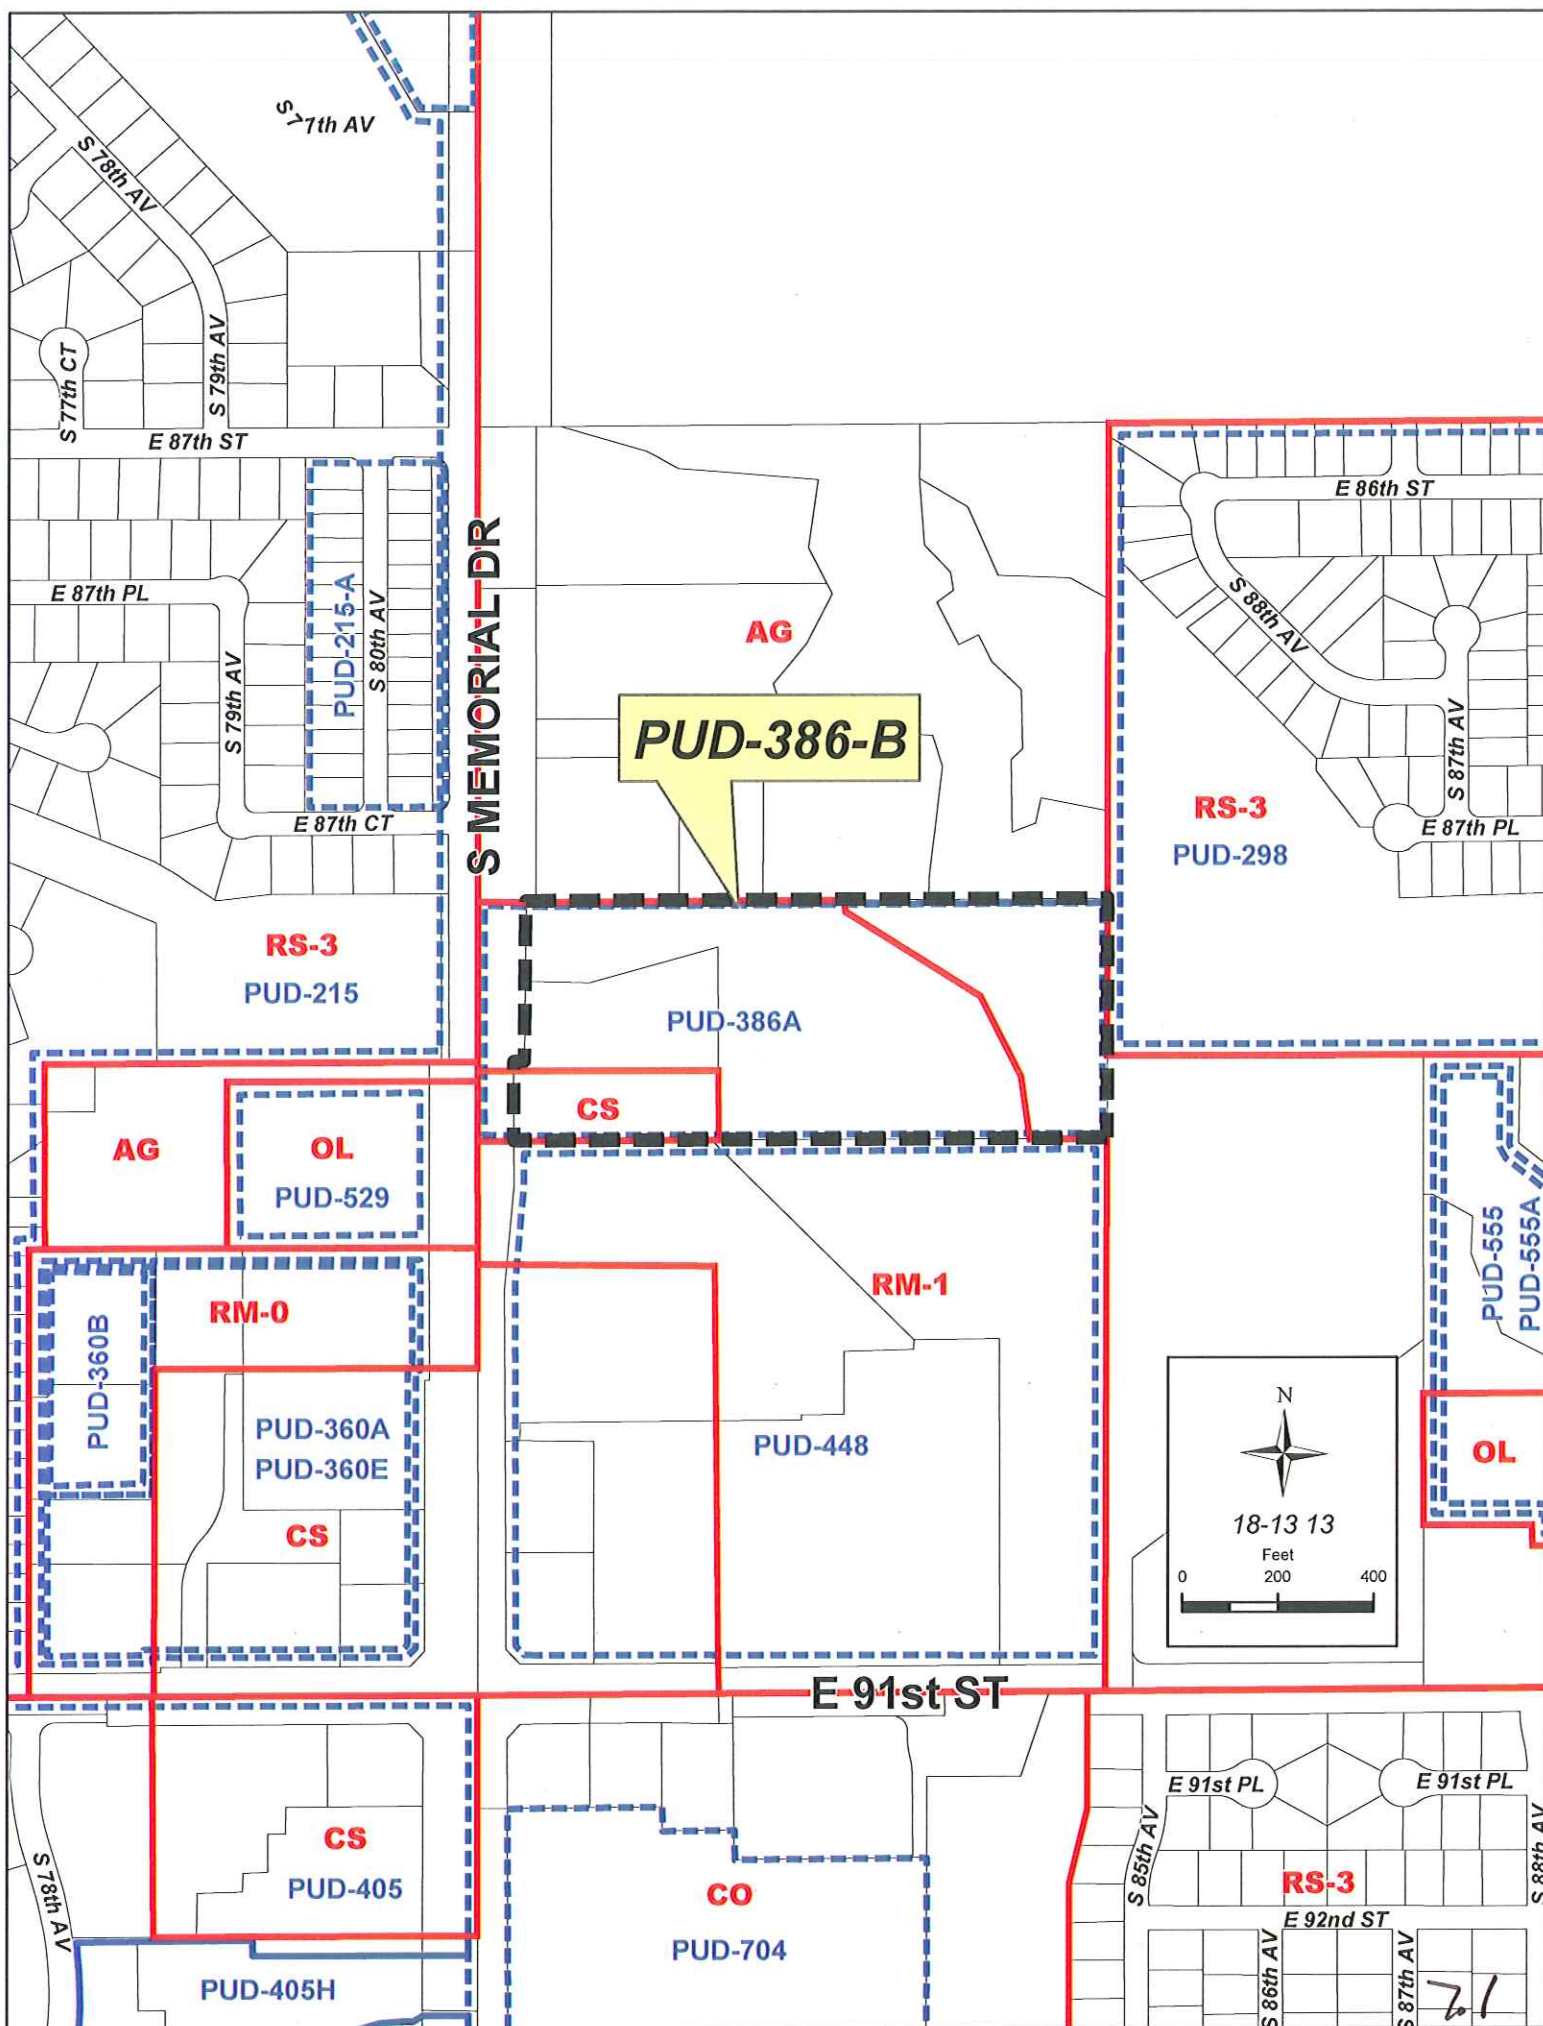 S 77th AV
S 78th AV
S 79th AV
S 77th CT
E 87th ST
E 86th ST
S MEMORIAL DR
E 87th PL
PUD-215-A
S 80th AV
S 88th AV
AG
S 79th AV
PUD-386-B
S 87th AV
RS-3
PUD-298
E 87th CT
E 87th PL
RS-3
PUD-215
PUD-386A
CS
AG
OL
PUD-529
PUD-555
PUD-555A
RM-0
RM-1
PUD-360B
PUD-360A
PUD-360E
PUD-448
CS
N
18-13 13
Feet
0 200 400
OL
E 91st ST
E 91st PL
E 91st PL
S 78th AV
CS
PUD-405
S 85th AV
S 88th AV
CO
RS-3
E 92nd ST
PUD-704
PUD-405H
S 86th AV
S 87th AV
7.1